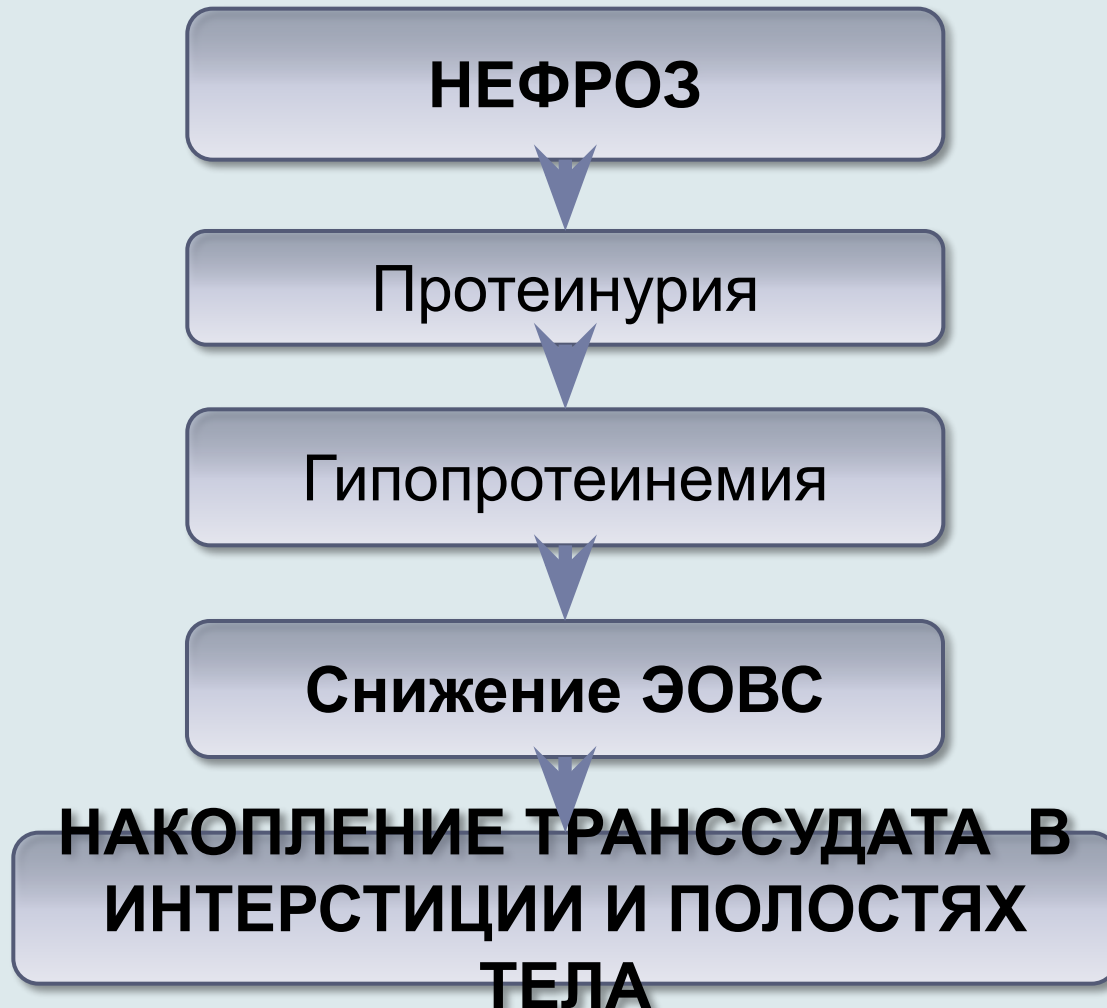 НЕФРОЗ
Протеинурия
Гипопротеинемия
Снижение ЭОВС
НАКОПЛЕНИЕ ТРАНССУДАТА В
ИНТЕРСТИЦИИ И ПОЛОСТЯХ
ТЕЛА